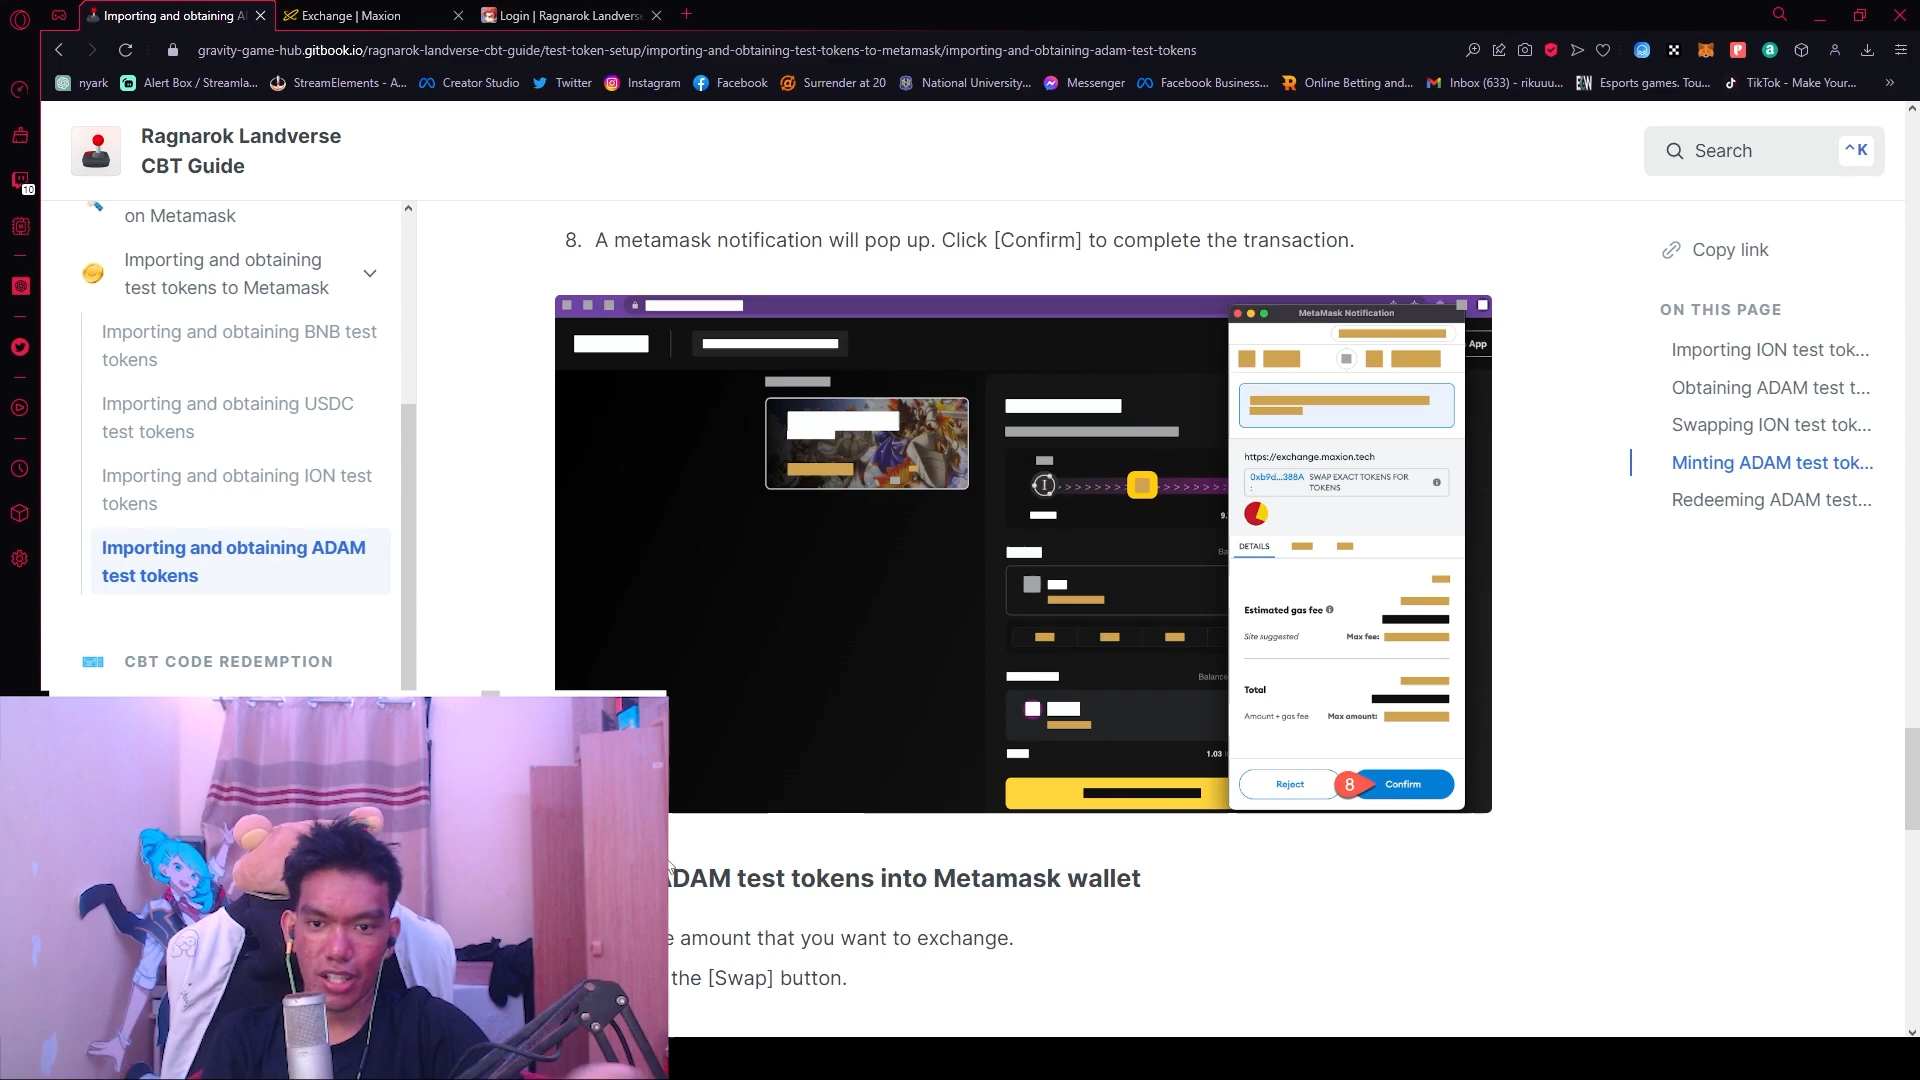 Importing and obtaining A
Exchange | Maxion
Login | Ragnarok Landvers
gravity-game-hub.gitbook.io/ragnarok-landverse-cbt-guide/test-token-setup/importing-and-obtaining-test-tokens-to-metamask/importing-and-obtaining-adam-test-tokens
nyark
Alert Box / Streamla...
StreamElements - A...
Creator Studio
Twitter
Instagram
Facebook
Surrender at 20
National University...
Messenger
Facebook Business...
Online Betting and...
Inbox (633) - rikuuu...
Esports games. Tou...
TikTok - Make Your...
10
Ragnarok Landverse
CBT Guide
Search
^ K
on Metamask
Importing and obtaining
test tokens to Metamask
Importing and obtaining BNB test
tokens
Importing and obtaining USDC
test tokens
Importing and obtaining ION test
tokens
Importing and obtaining ADAM
test tokens
CBT CODE REDEMPTION
8. A metamask notification will pop up. Click [Confirm] to complete the transaction.
MetaMask Notification
App
https://exchange.maxion.tech
0xb9d...388A
:
SWAP EXACT TOKENS FOR
TOKENS
9.
DETAILS
Ba
Estimated gas fee
Site suggested
Max fee:
Total
Balance
Amount + gas fee
Max amount:
1.03
Reject
8
Confirm
ADAM test tokens into Metamask wallet
e amount that you want to exchange.
the [Swap] button.
Copy link
ON THIS PAGE
Importing ION test tok...
Obtaining ADAM test t...
Swapping ION test tok...
Minting ADAM test tok...
Redeeming ADAM test...